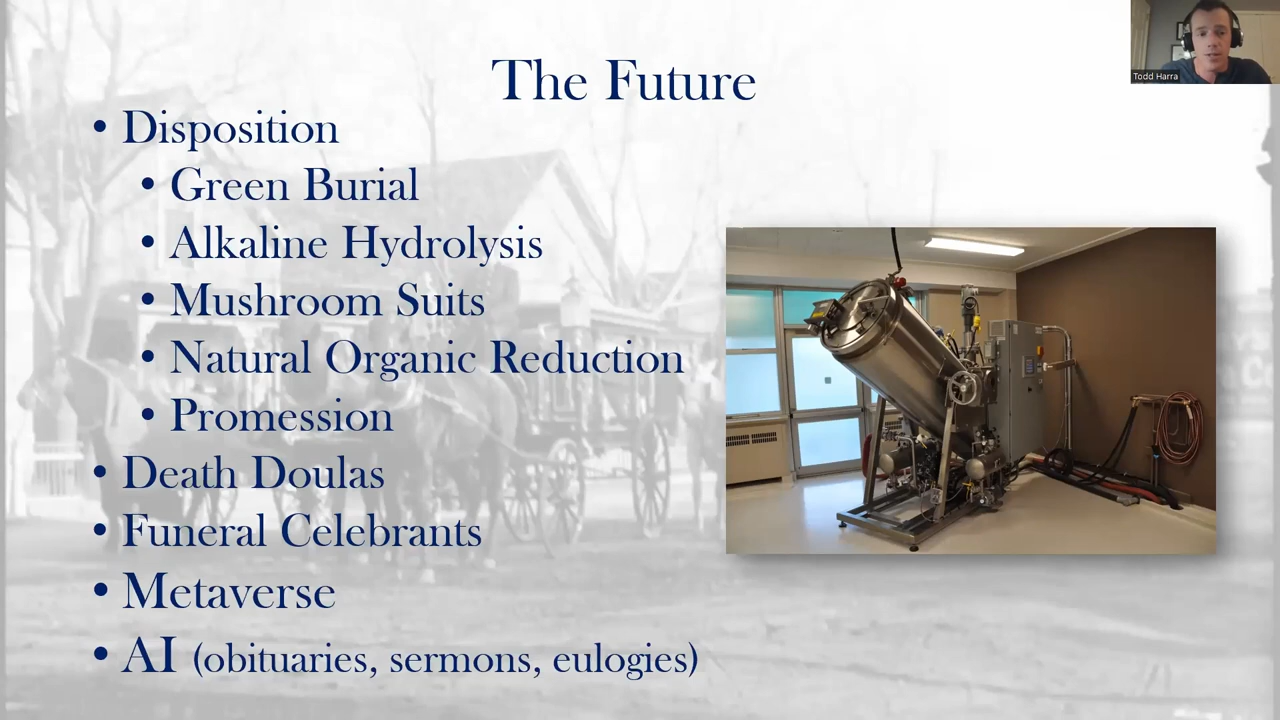 The Future
• Disposition
• Green Burial
• Alkaline Hydrolysis
• Mushroom Suits
• Natural Organic Reduction
• Promession
• Death Doulas
• Funeral Celebrants
• Metaverse
• AI (obituaries, sermons, eulogies)
Todd Harra